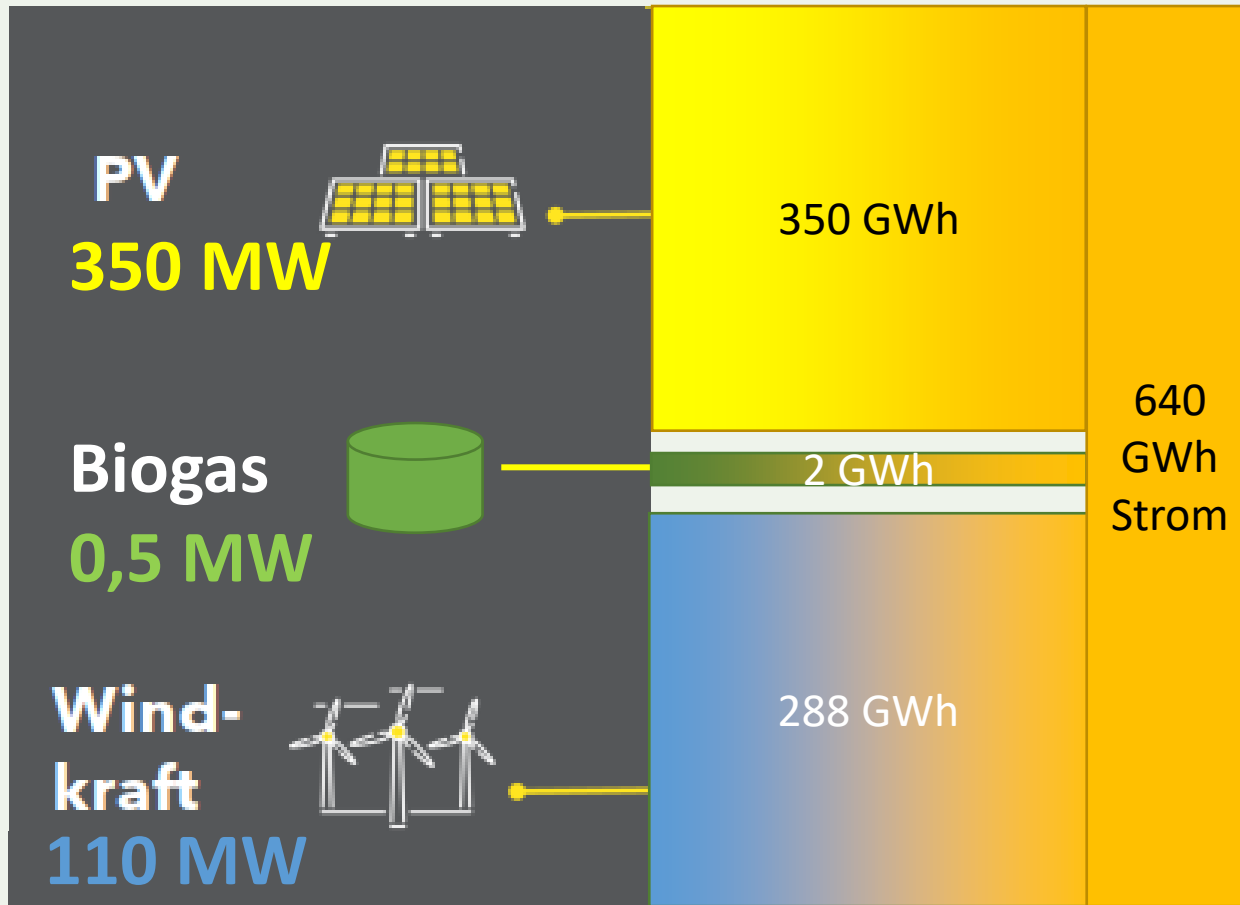 PV
350 MW
350 GWh
Biogas
0,5 MW
2 GWh
Wind-
kraft
110 MW
288 GWh
640
GWh
Strom